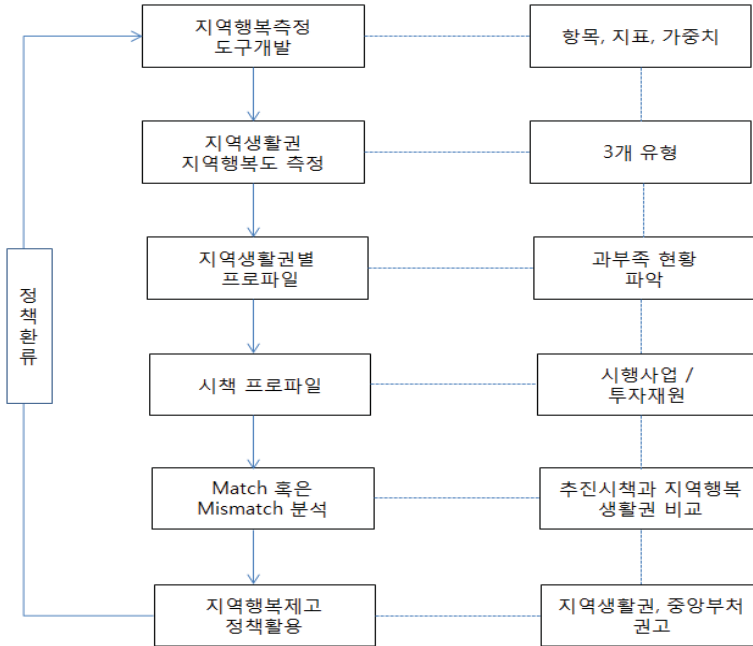 지역행복측정
도구개발
항목, 지표, 가중치
지역생활권
지역행복도 측정
3개 유형
지역생활권별
프로파일
과부족 현황
파악
정
책
환
류
시책 프로파일
시행사업 /
투자재원
Match 혹은
Mismatch 분석
추진시책과 지역행복
생활권 비교
지역행복제고
정책활용
지역생활권, 중앙부처
권고